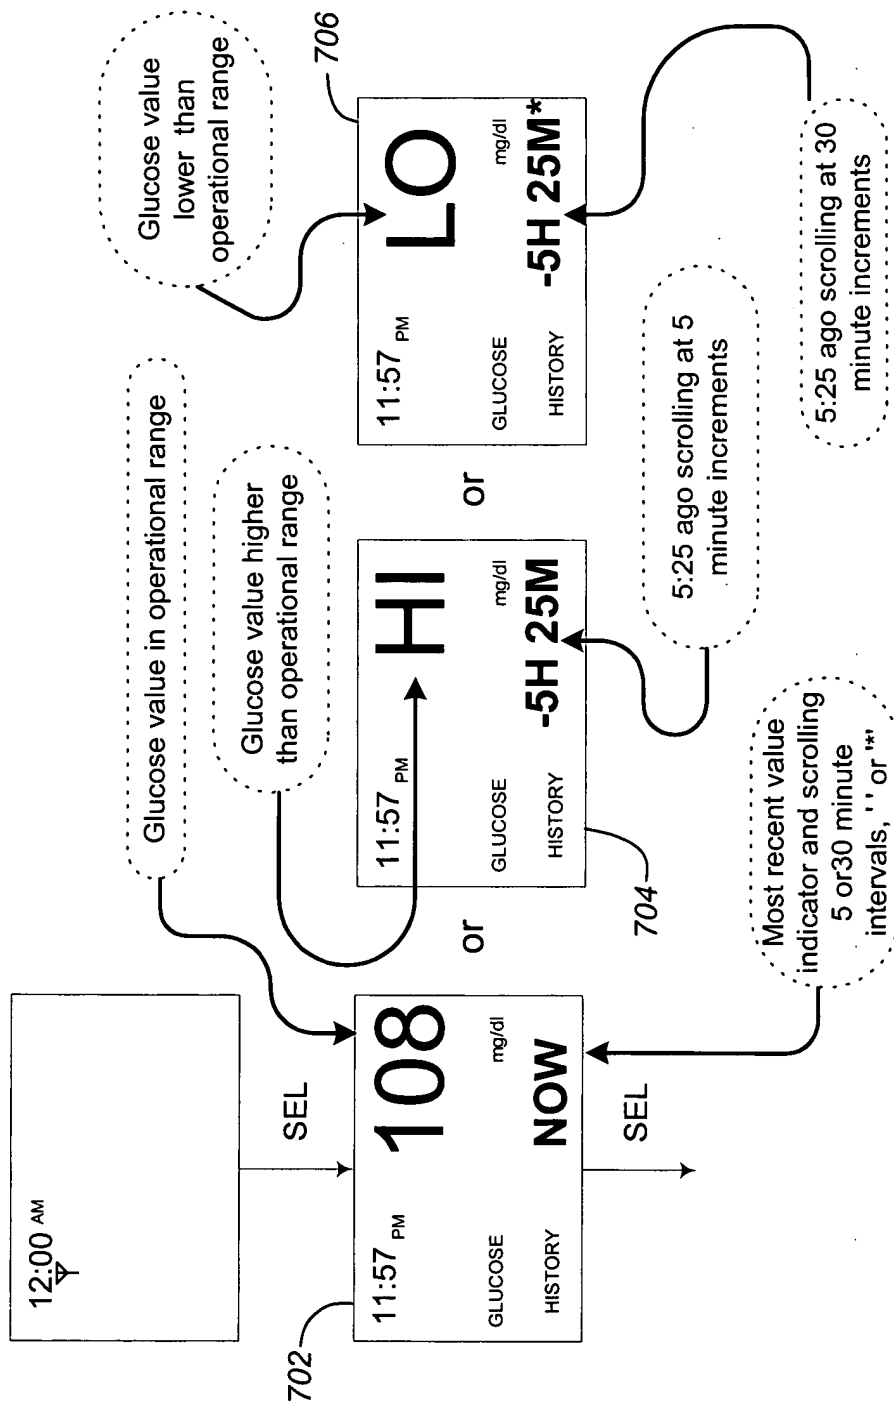 12:00 AM
SEL
702
11:57 PM
108
mg/dl
GLUCOSE
HISTORY
NOW
SEL
Most recent value
indicator and scrolling
5 or30 minute
intervals, ' ' or '*'
Glucose value in operational range
Glucose value higher
than operational range
or
11:57 PM
HI
mg/dl
GLUCOSE
HISTORY
-5H 25M
704
5:25 ago scrolling at 5
minute increments
or
Glucose value
lower than
operational range
706
11:57 PM
LO
mg/dl
GLUCOSE
HISTORY
-5H 25M*
5:25 ago scrolling at 30
minute increments